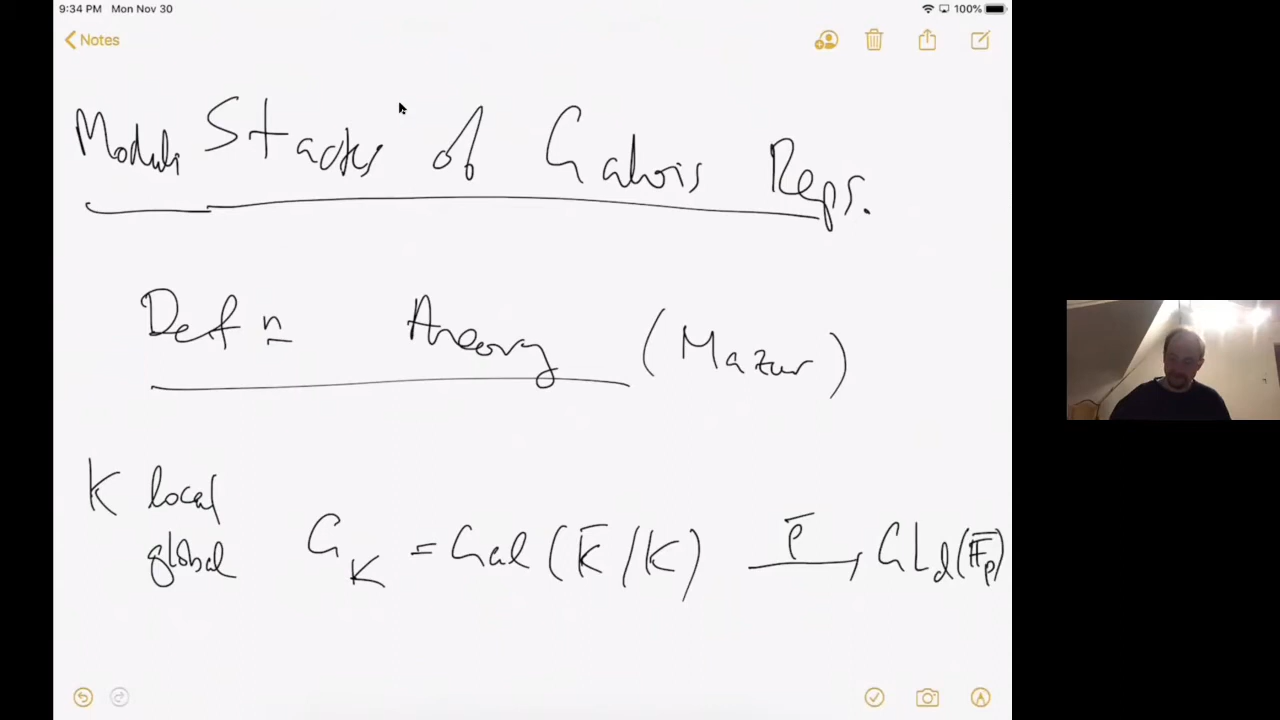 9:34 PM Mon Nov 30 100%
Notes
Moduli Stacks of Galois Reps.
Defn Theory (Mazur)
K local
global G_K = Gal(K̄/K) ρ̄ → GL_d(F̄_p)